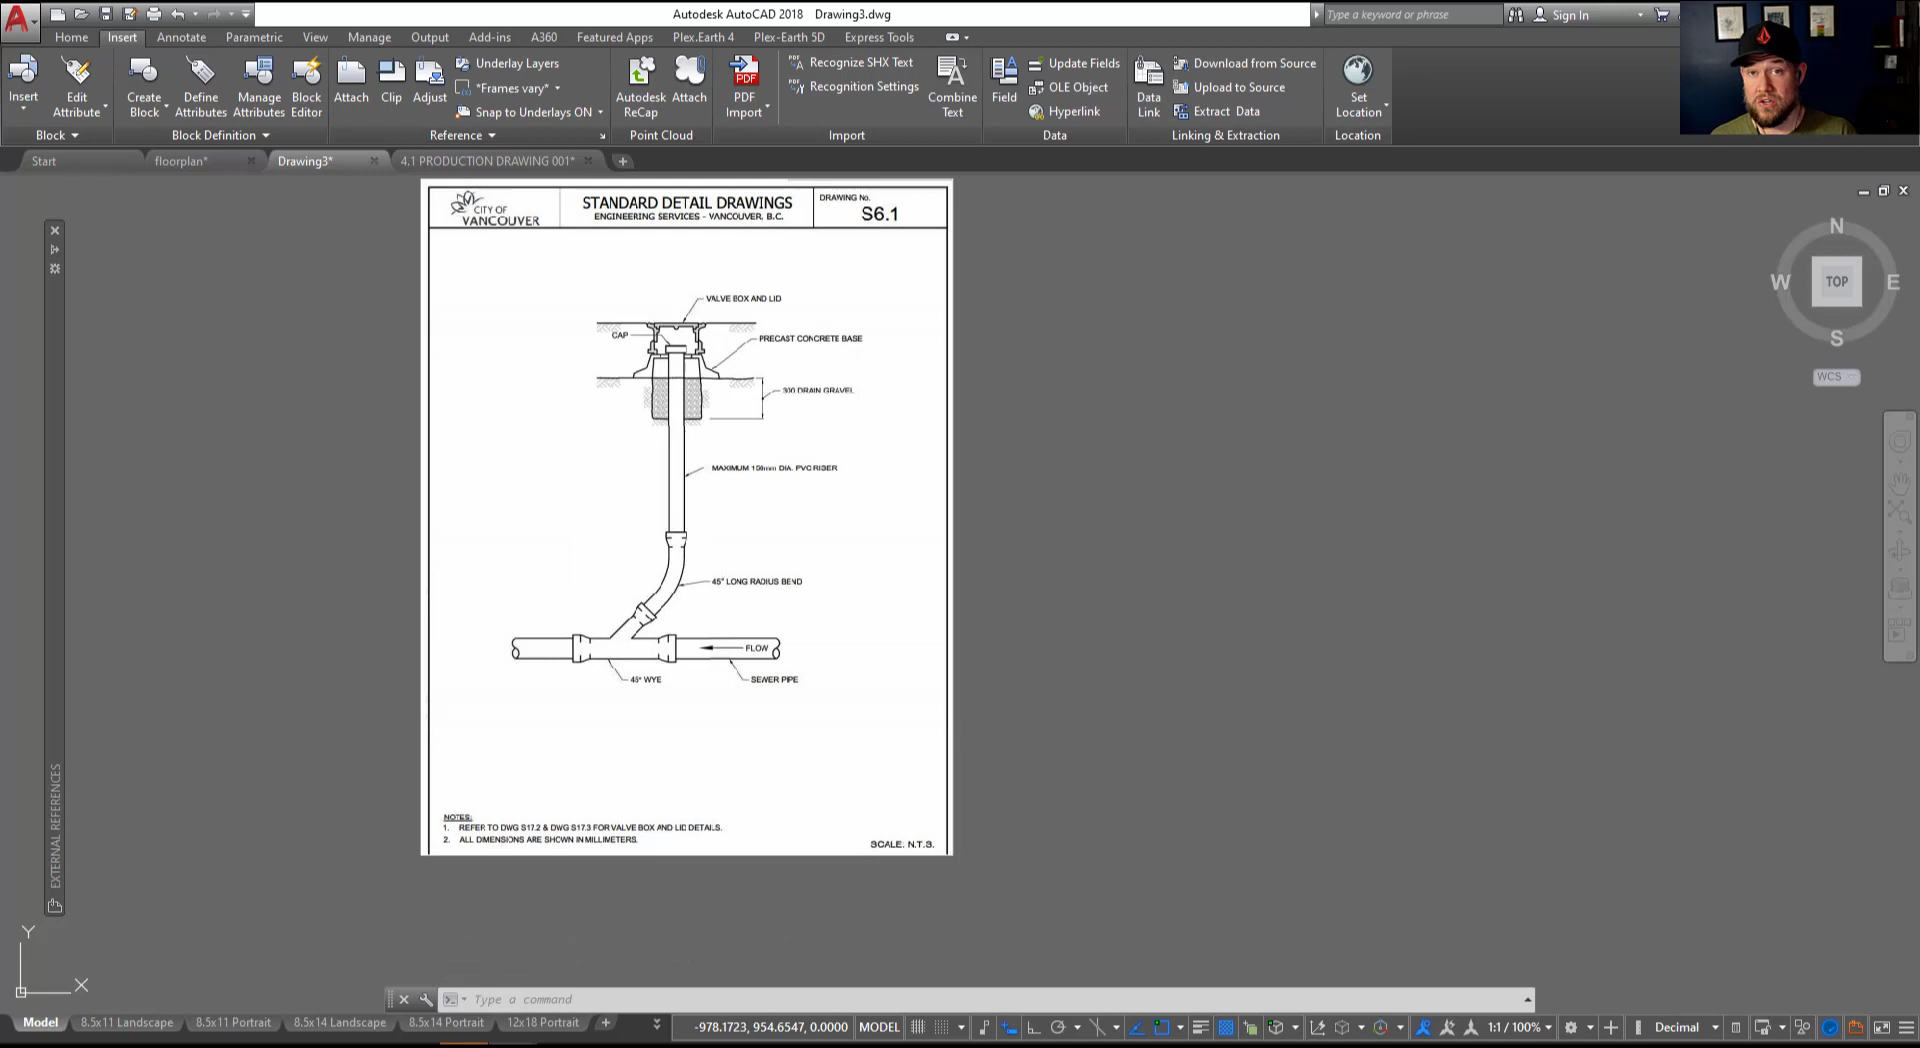 Autodesk AutoCAD 2018 Drawing3.dwg
Type a keyword or phrase
Sign In
Home Insert Annotate Parametric View Manage Output Add-ins A360 Featured Apps Plex.Earth 4 Plex-Earth 5D Express Tools
Insert
Edit Attribute
Create Block
Define Attributes
Manage Attributes
Block Editor
Attach
Clip
Adjust
Underlay Layers
*Frames vary*
Snap to Underlays ON
Autodesk ReCap
Attach
PDF
PDF Import
Recognize SHX Text
Recognition Settings
Combine Text
Field
Update Fields
OLE Object
Hyperlink
Data Link
Download from Source
Upload to Source
Extract Data
Set Location
Block
Block Definition
Reference
Point Cloud
Import
Data
Linking & Extraction
Location
Start floorplan* Drawing3* 4.1 PRODUCTION DRAWING 001*
CITY OF
VANCOUVER
STANDARD DETAIL DRAWINGS
ENGINEERING SERVICES - VANCOUVER, B.C.
DRAWING No.
S6.1
VALVE BOX AND LID
CAP
PRECAST CONCRETE BASE
300 DRAIN GRAVEL
MAXIMUM 150mm DIA. PVC RISER
45° LONG RADIUS BEND
FLOW
45° WYE
SEWER PIPE
NOTES:
1. REFER TO DWG S17.2 & DWG S17.3 FOR VALVE BOX AND LID DETAILS.
2. ALL DIMENSIONS ARE SHOWN IN MILLIMETERS.
SCALE: N.T.S.
N
W TOP E
S
WCS
EXTERNAL REFERENCES
Y
X
Type a command
Model 8.5x11 Landscape 8.5x11 Portrait 8.5x14 Landscape 8.5x14 Portrait 12x18 Portrait
-978.1723, 954.6547, 0.0000 MODEL 1:1 / 100% Decimal